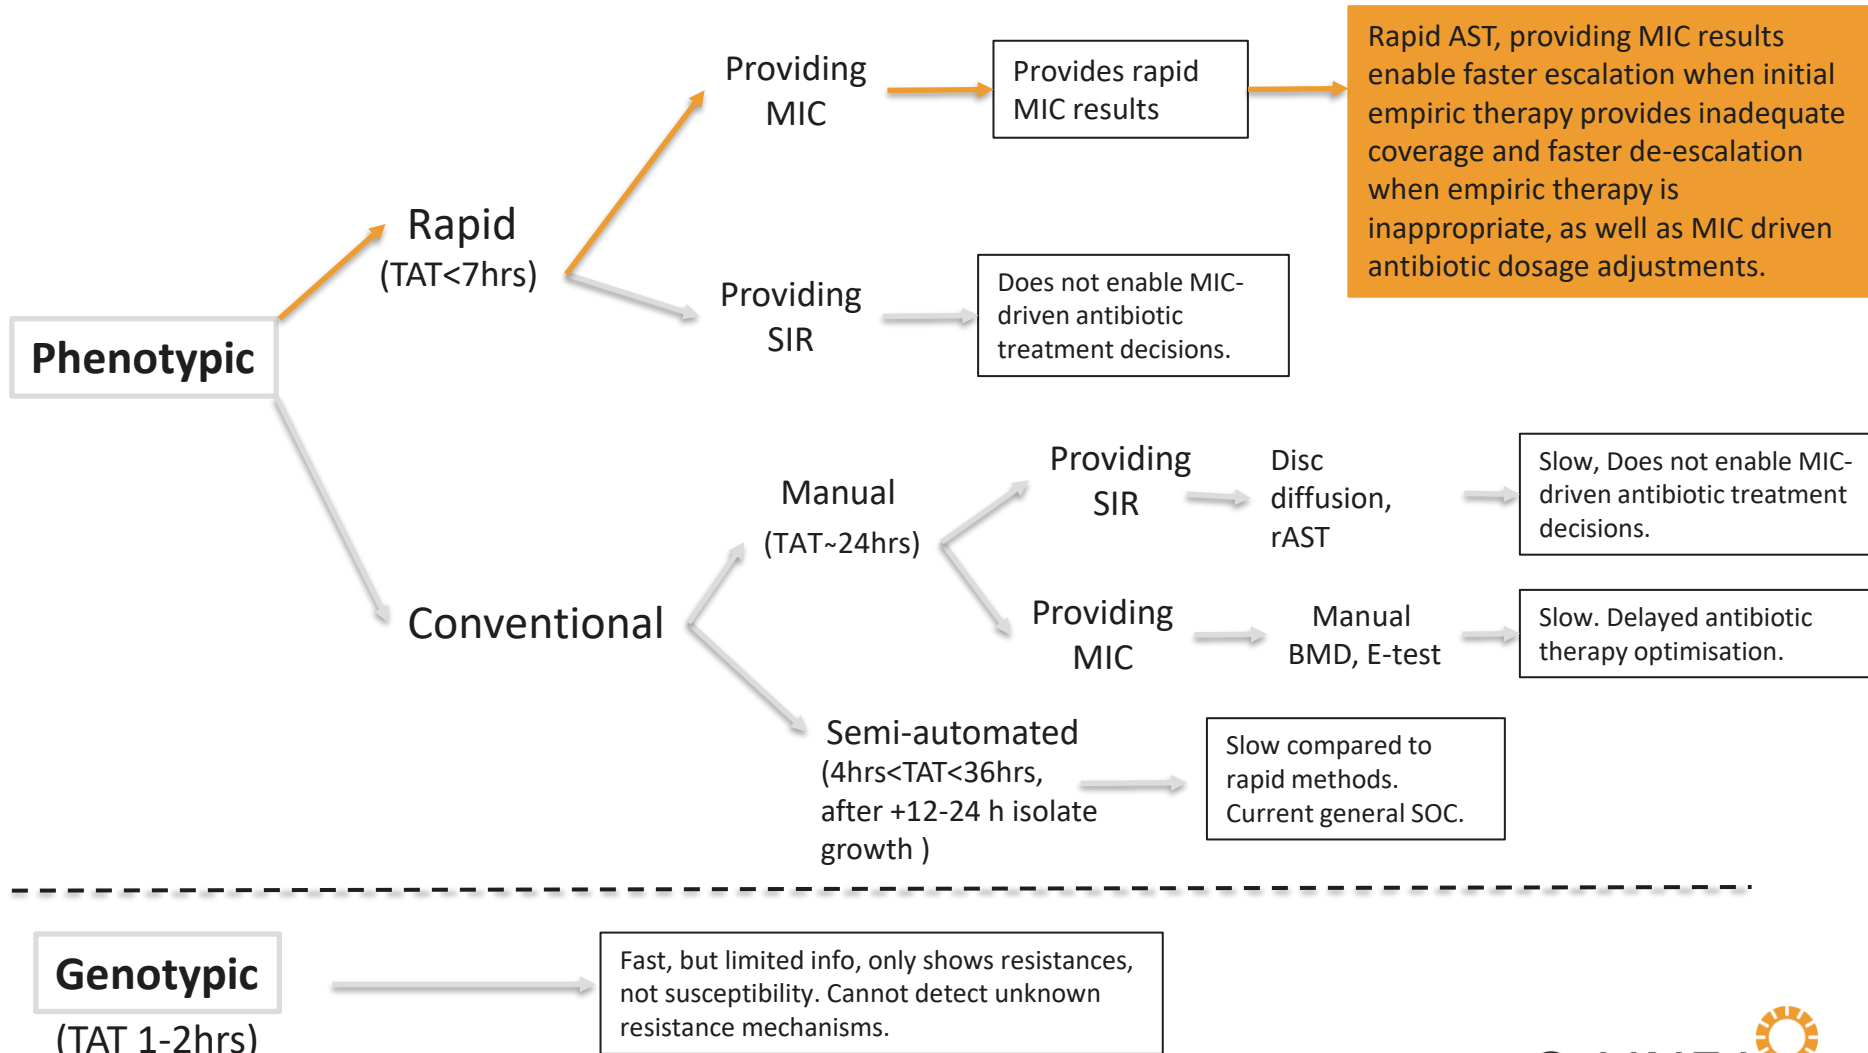 Providing
MIC
Provides rapid
MIC results
Rapid AST, providing MIC results
enable faster escalation when initial
empiric therapy provides inadequate
coverage and faster de-escalation
when empiric therapy is
inappropriate, as well as MIC driven
antibiotic dosage adjustments.
Rapid
(TAT<7hrs)
Providing
SIR
Does not enable MIC-
driven antibiotic
treatment decisions.
Phenotypic
Conventional
Manual
(TAT~24hrs)
Providing
SIR
Disc
diffusion,
rAST
Slow, Does not enable MIC-
driven antibiotic treatment
decisions.
Providing
MIC
Manual
BMD, E-test
Slow. Delayed antibiotic
therapy optimisation.
Semi-automated
(4hrs<TAT<36hrs,
after +12-24 h isolate
growth )
Slow compared to
rapid methods.
Current general SOC.
Genotypic
(TAT 1-2hrs)
Fast, but limited info, only shows resistances,
not susceptibility. Cannot detect unknown
resistance mechanisms.